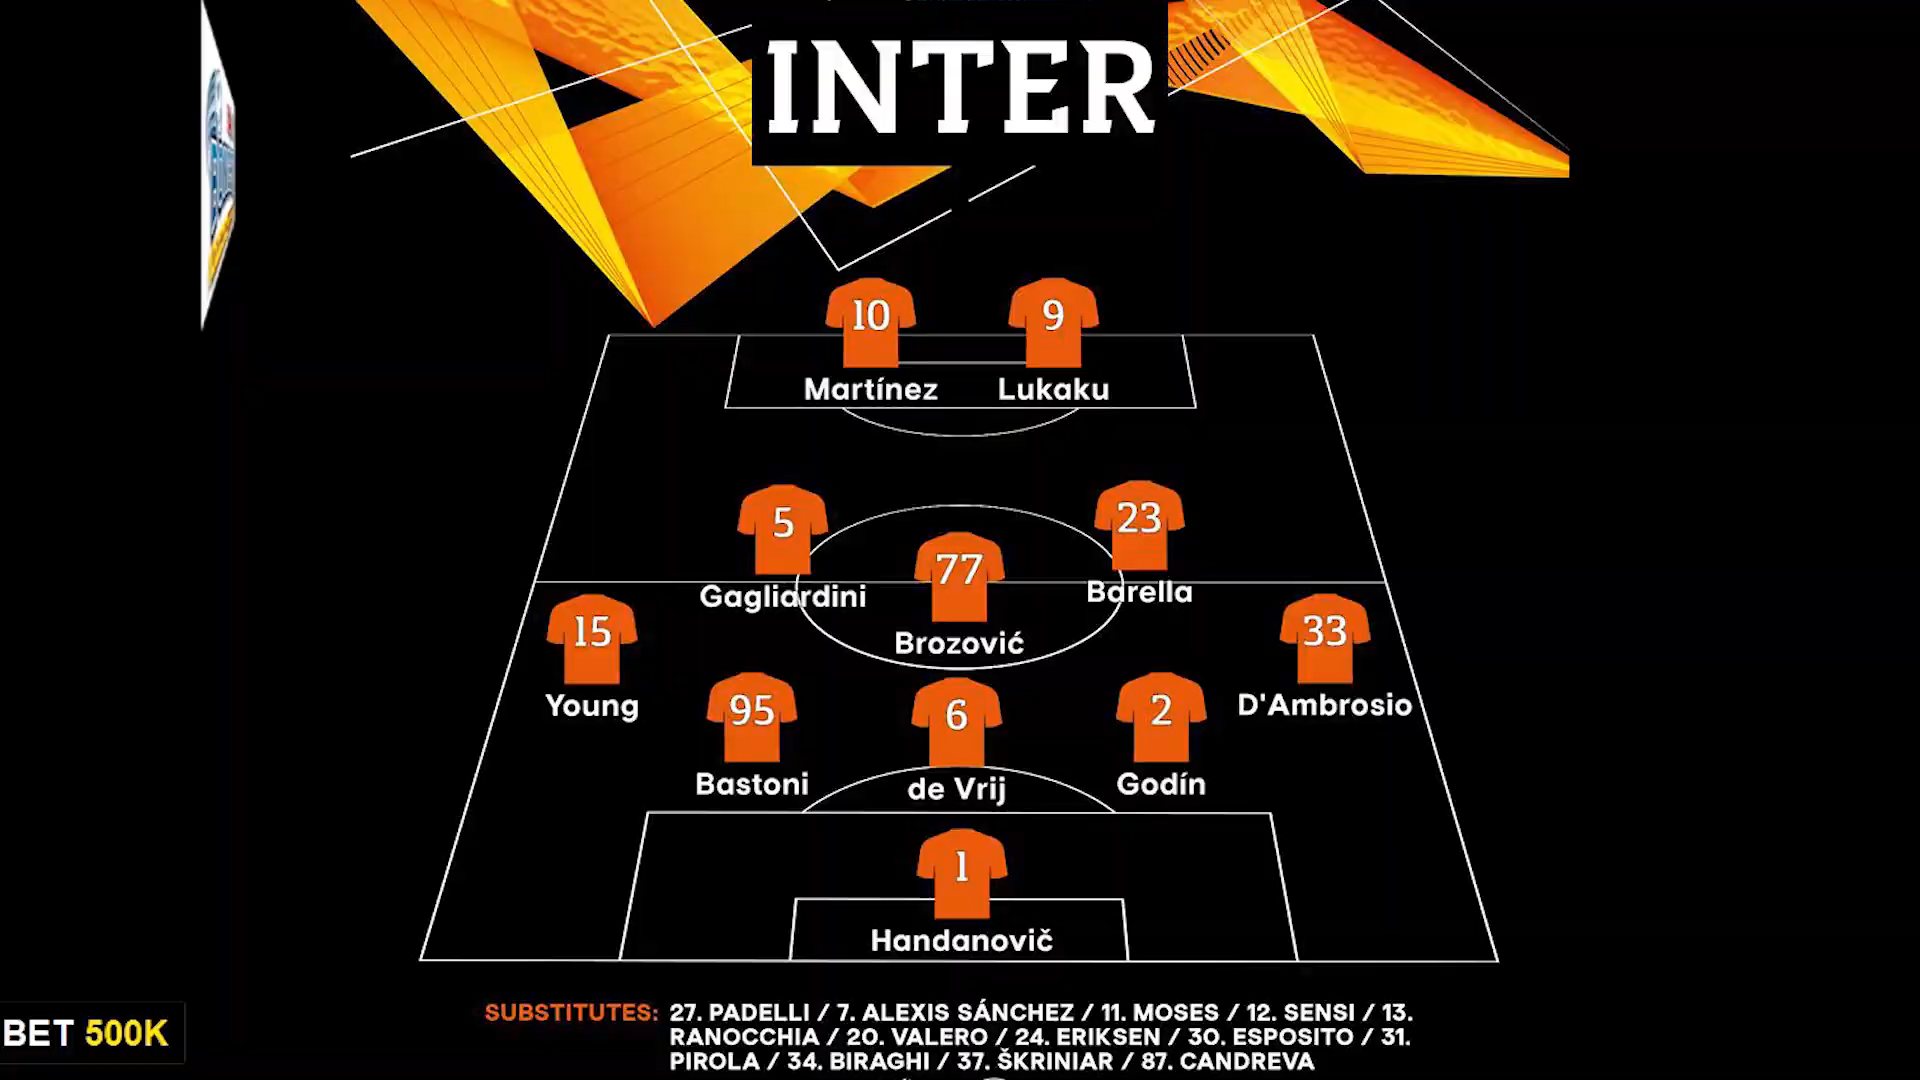 INTER
10
9
Martínez
Lukaku
5
23
77
Gagliardini
Barella
15
33
Brozović
Young
D'Ambrosio
95
6
2
Bastoni
de Vrij
Godín
1
Handanovič
SUBSTITUTES: 27. PADELLI / 7. ALEXIS SÁNCHEZ / 11. MOSES / 12. SENSI / 13.
RANOCCHIA / 20. VALERO / 24. ERIKSEN / 30. ESPOSITO / 31.
PIROLA / 34. BIRAGHI / 37. ŠKRINIAR / 87. CANDREVA
BET 500K